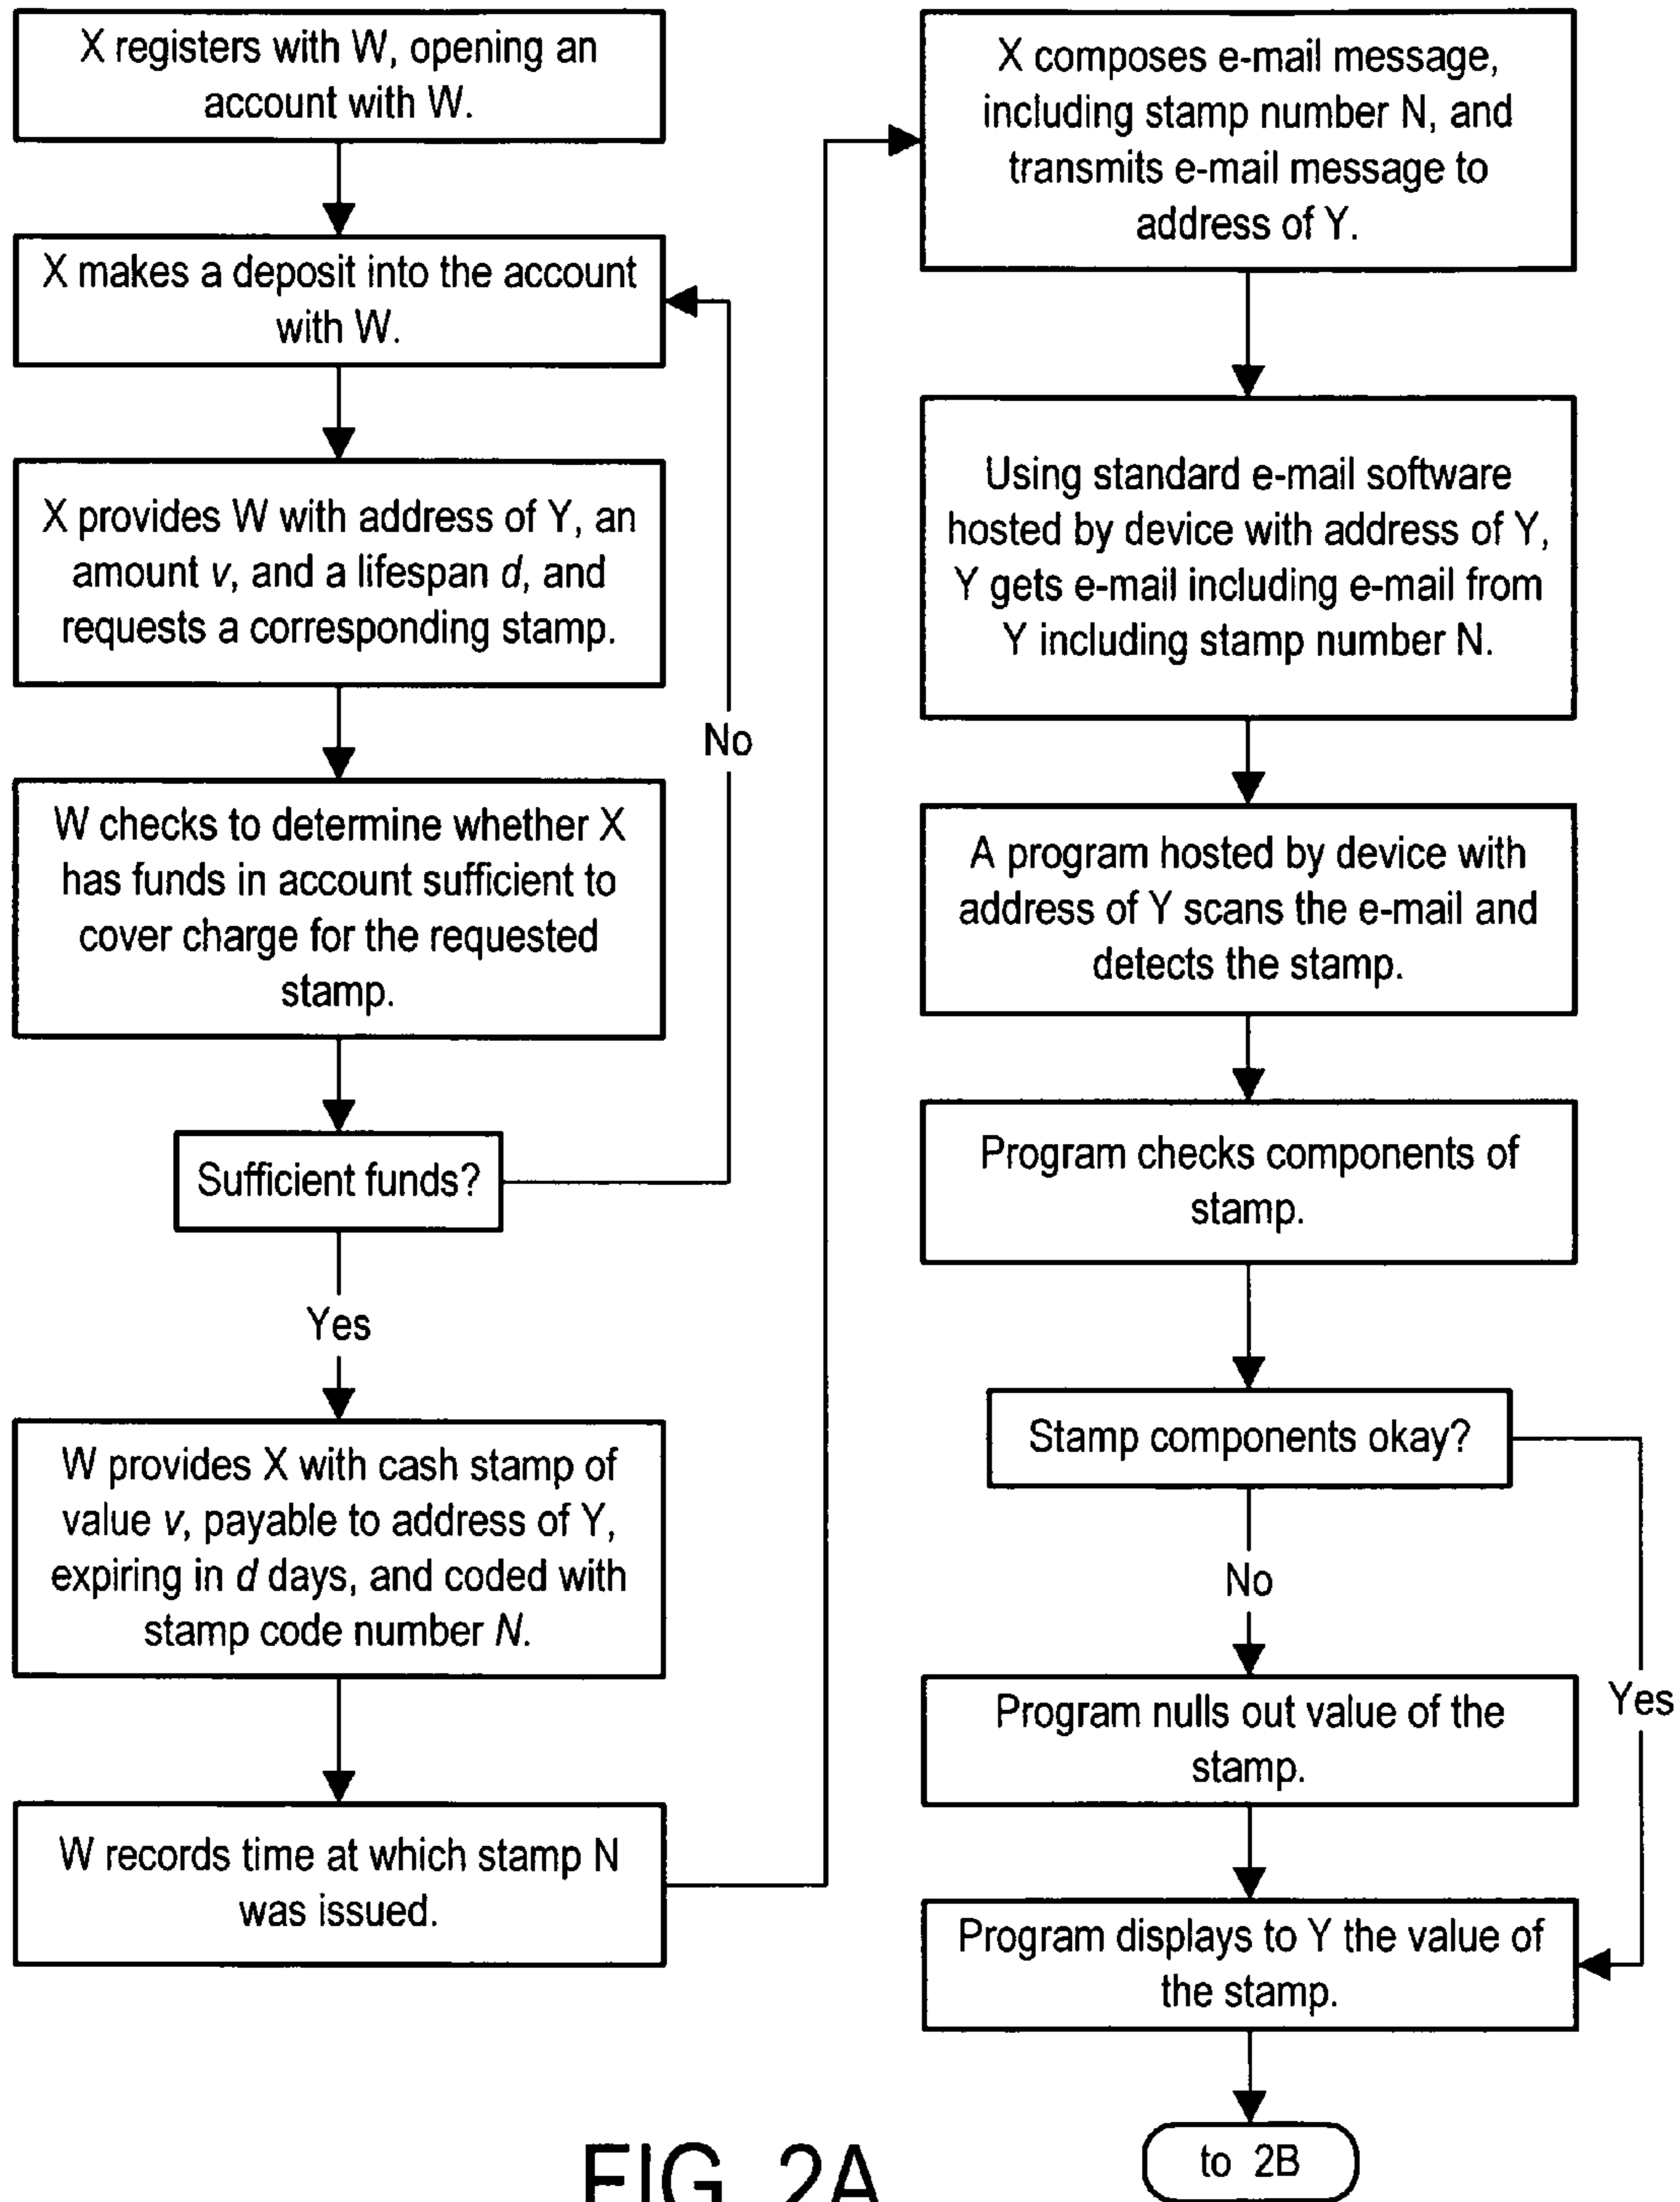 X registers with W, opening an
account with W.
X makes a deposit into the account
with W.
X provides W with address of Y, an
amount v, and a lifespan d, and
requests a corresponding stamp.
No
W checks to determine whether X
has funds in account sufficient to
cover charge for the requested
stamp.
Sufficient funds?
Yes
W provides X with cash stamp of
value v, payable to address of Y,
expiring in d days, and coded with
stamp code number N.
W records time at which stamp N
was issued.
X composes e-mail message,
including stamp number N, and
transmits e-mail message to
address of Y.
Using standard e-mail software
hosted by device with address of Y,
Y gets e-mail including e-mail from
Y including stamp number N.
A program hosted by device with
address of Y scans the e-mail and
detects the stamp.
Program checks components of
stamp.
Stamp components okay?
No
Yes
Program nulls out value of the
stamp.
Program displays to Y the value of
the stamp.
to 2B
FIG. 2A